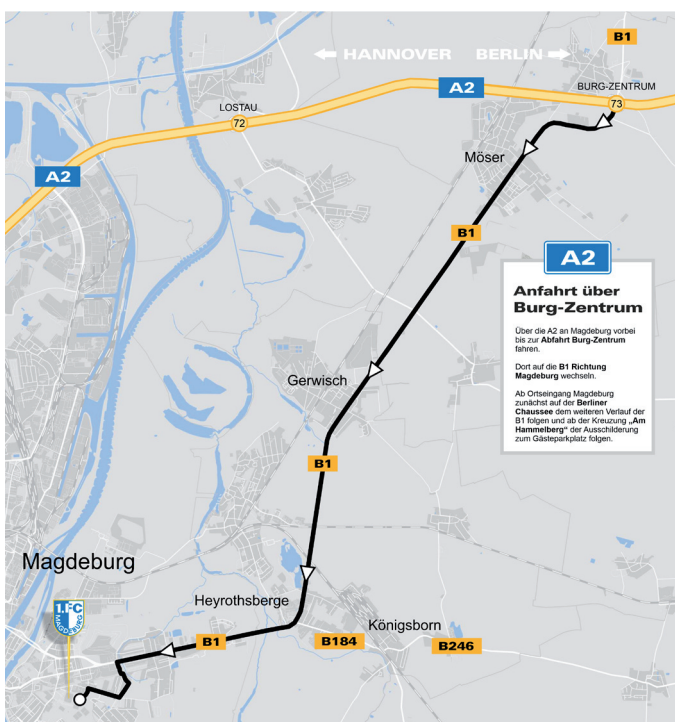 B1
← HANNOVER BERLIN →
BURG-ZENTRUM
A2
73
LOSTAU
72
Möser
A2
B1
A2
Anfahrt über
Burg-Zentrum
Über die A2 an Magdeburg vorbei
bis zur Abfahrt Burg-Zentrum
fahren.
Dort auf die B1 Richtung
Magdeburg wechseln.
Ab Ortseingang Magdeburg
zunächst auf der Berliner
Chaussee dem weiteren Verlauf der
B1 folgen und ab der Kreuzung „Am
Hammelberg" der Ausschilderung
zum Gästeparkplatz folgen.
Gerwisch
B1
Magdeburg
Heyrothsberge
1.FC
MAGDEBURG
Königsborn
B1
B184
B246